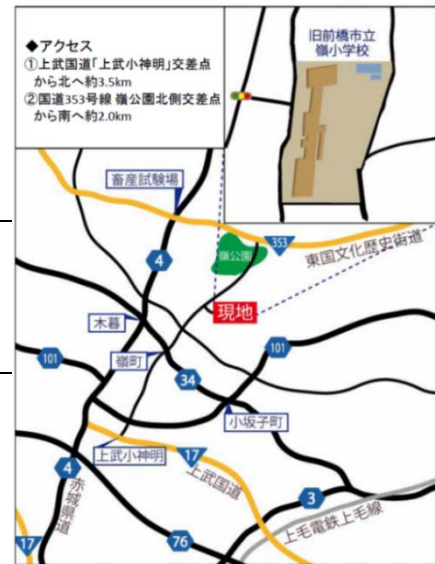 ◆アクセス
①上武国道「上武小神明」交差点
から北へ約3.5km
②国道353号線 嶺公園北側交差点
から南へ約2.0km
旧前橋市立
嶺小学校
畜産試験場
4
嶺公園
353
東国文化歴史街道
現地
木暮
101
嶺町
101
34
小坂子町
上武小神明
17
上武国道
4
赤城県道
3
上毛電鉄上毛線
17
76